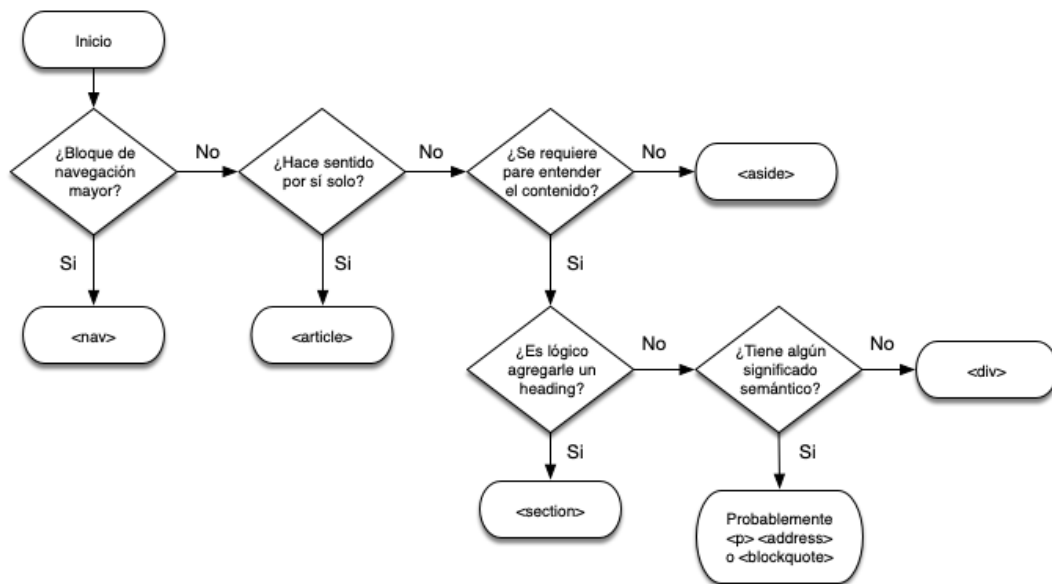 Inicio
¿Bloque de
navegación
mayor?
No
¿Hace sentido
por sí solo?
No
¿Se requiere
pare entender
el contenido?
No
<aside>
Si
Si
Si
<nav>
<article>
¿Es lógico
agregarle un
heading?
No
¿Tiene algún
significado
semántico?
No
<div>
Si
Si
<section>
Probablemente
<p> <address>
o <blockquote>